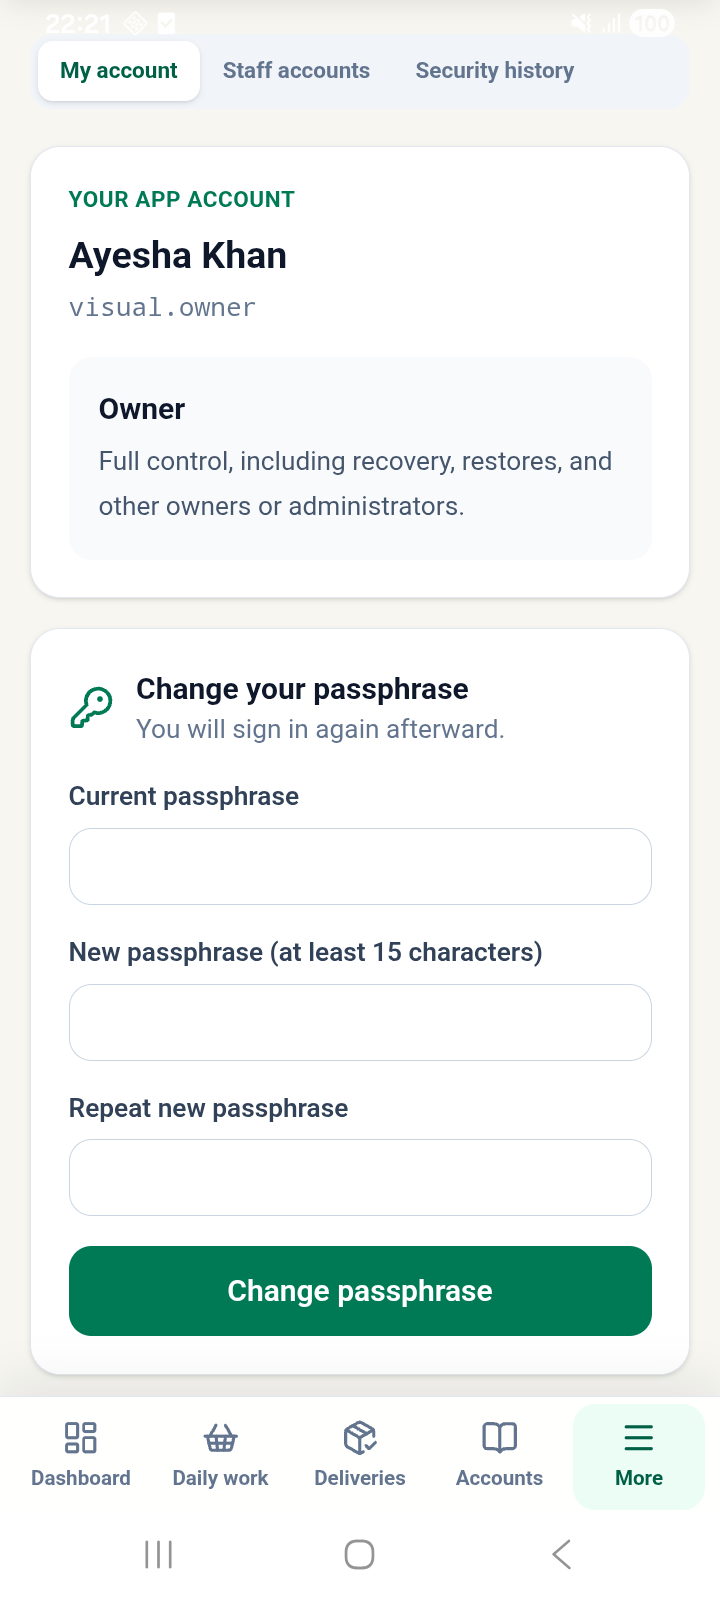 22:21
100
My account
Staff accounts
Security history
YOUR APP ACCOUNT
Ayesha Khan
visual.owner
Owner
Full control, including recovery, restores, and
other owners or administrators.
Change your passphrase
You will sign in again afterward.
Current passphrase
New passphrase (at least 15 characters)
Repeat new passphrase
Change passphrase
Dashboard
Daily work
Deliveries
Accounts
More